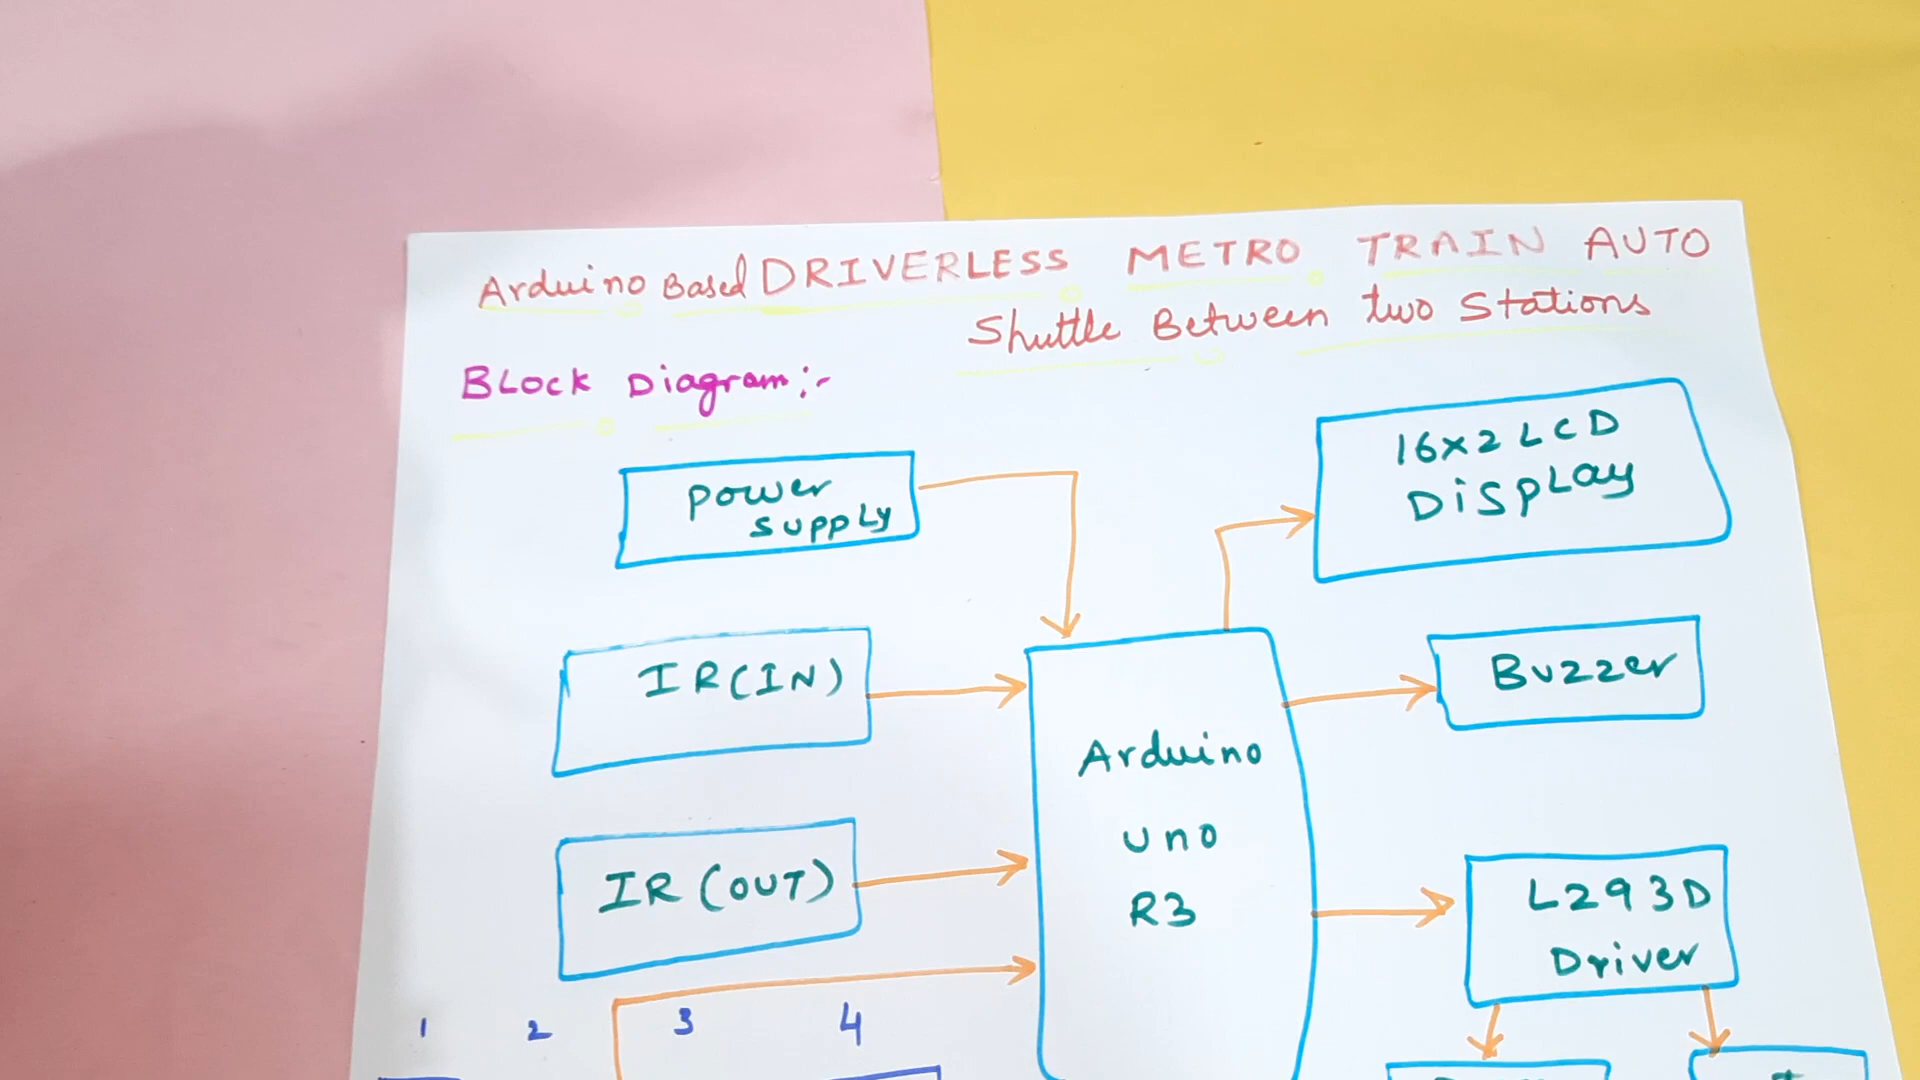 Arduino Based DRIVERLESS METRO TRAIN AUTO
Shuttle Between two Stations
Block Diagram:-
Power
Supply
16x2 LCD
Display
IR(IN)
Buzzer
Arduino
uno
R3
IR (OUT)
L293D
Driver
1 2 3 4